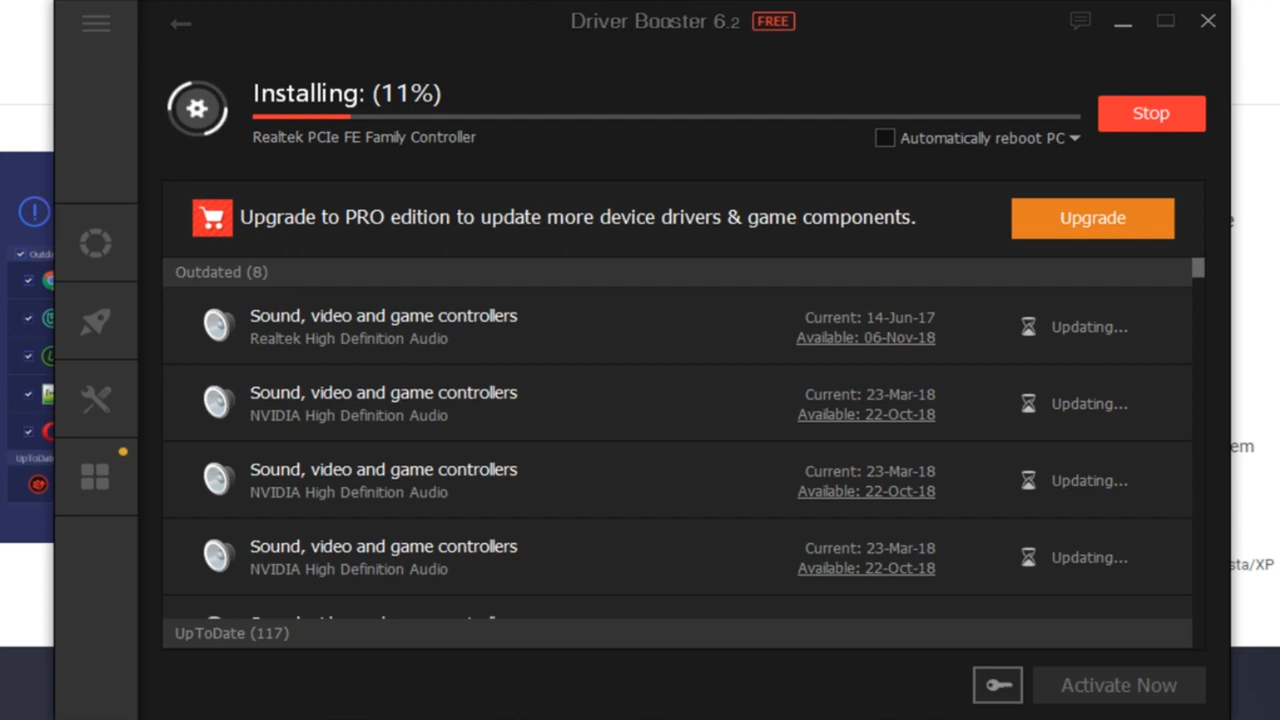 Driver Booster 6.2 FREE
Installing: (11%)
Stop
Realtek PCIe FE Family Controller
Automatically reboot PC
Upgrade to PRO edition to update more device drivers & game components.
Upgrade
Outdated (8)
Sound, video and game controllers
Realtek High Definition Audio
Current: 14-Jun-17
Available: 06-Nov-18
Updating...
Sound, video and game controllers
NVIDIA High Definition Audio
Current: 23-Mar-18
Available: 22-Oct-18
Updating...
Sound, video and game controllers
NVIDIA High Definition Audio
Current: 23-Mar-18
Available: 22-Oct-18
Updating...
Sound, video and game controllers
NVIDIA High Definition Audio
Current: 23-Mar-18
Available: 22-Oct-18
Updating...
UpToDate (117)
Activate Now
Outda
UpToDate
em
sta/XP